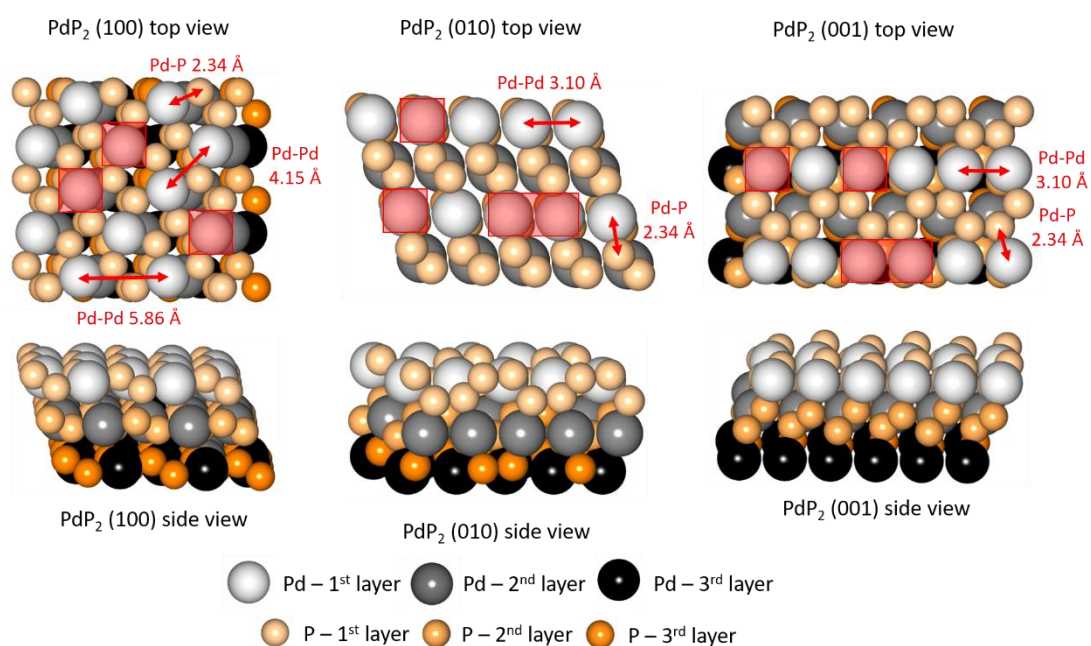 PdP₂ (100) top view
PdP₂ (010) top view
PdP₂ (001) top view
Pd-P 2.34 Å
Pd-Pd
4.15 Å
Pd-Pd 5.86 Å
Pd-Pd 3.10 Å
Pd-P
2.34 Å
Pd-Pd
3.10 Å
Pd-P
2.34 Å
PdP₂ (100) side view
PdP₂ (010) side view
PdP₂ (001) side view
Pd – 1ˢᵗ layer
Pd – 2ⁿᵈ layer
Pd – 3ʳᵈ layer
P – 1ˢᵗ layer
P – 2ⁿᵈ layer
P – 3ʳᵈ layer